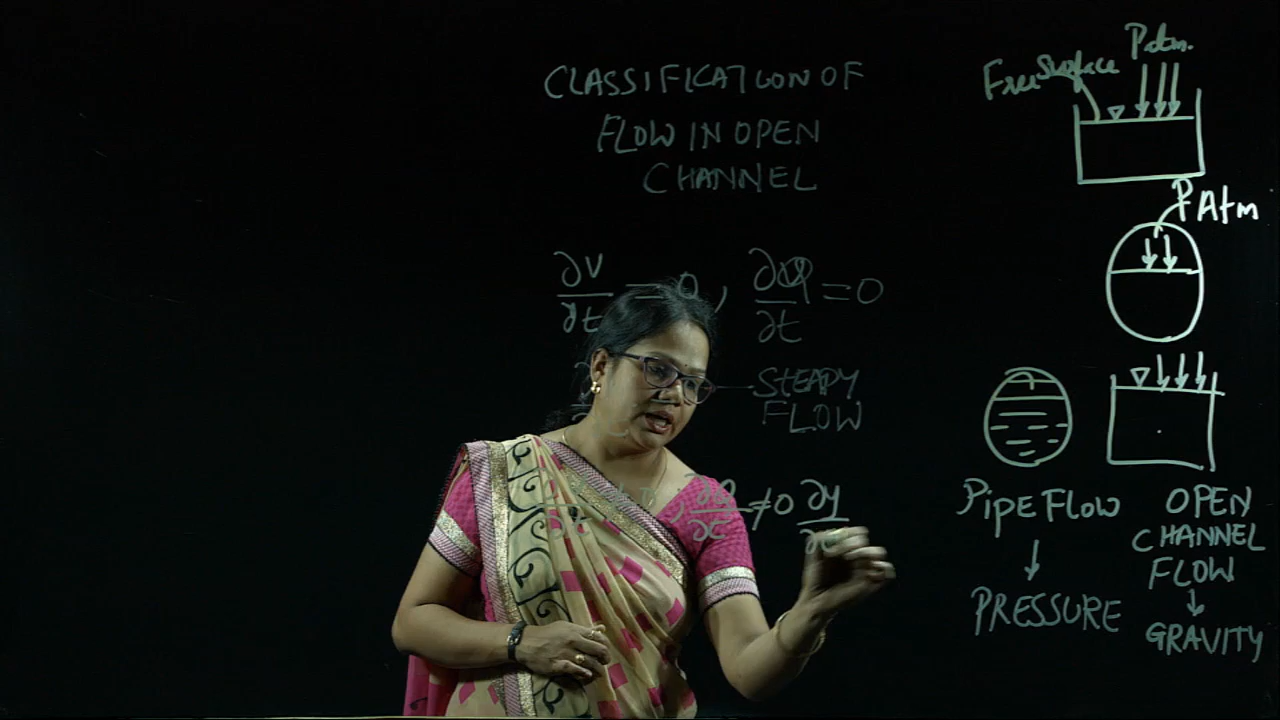 CLASSIFICATION OF
FLOW IN OPEN
CHANNEL
∂V/∂t = 0, ∂Q/∂t = 0
STEADY
FLOW
≠0 ∂y
Patm.
Free Surface
PAtm
PIPE FLOW
↓
PRESSURE
OPEN
CHANNEL
FLOW
↓
GRAVITY